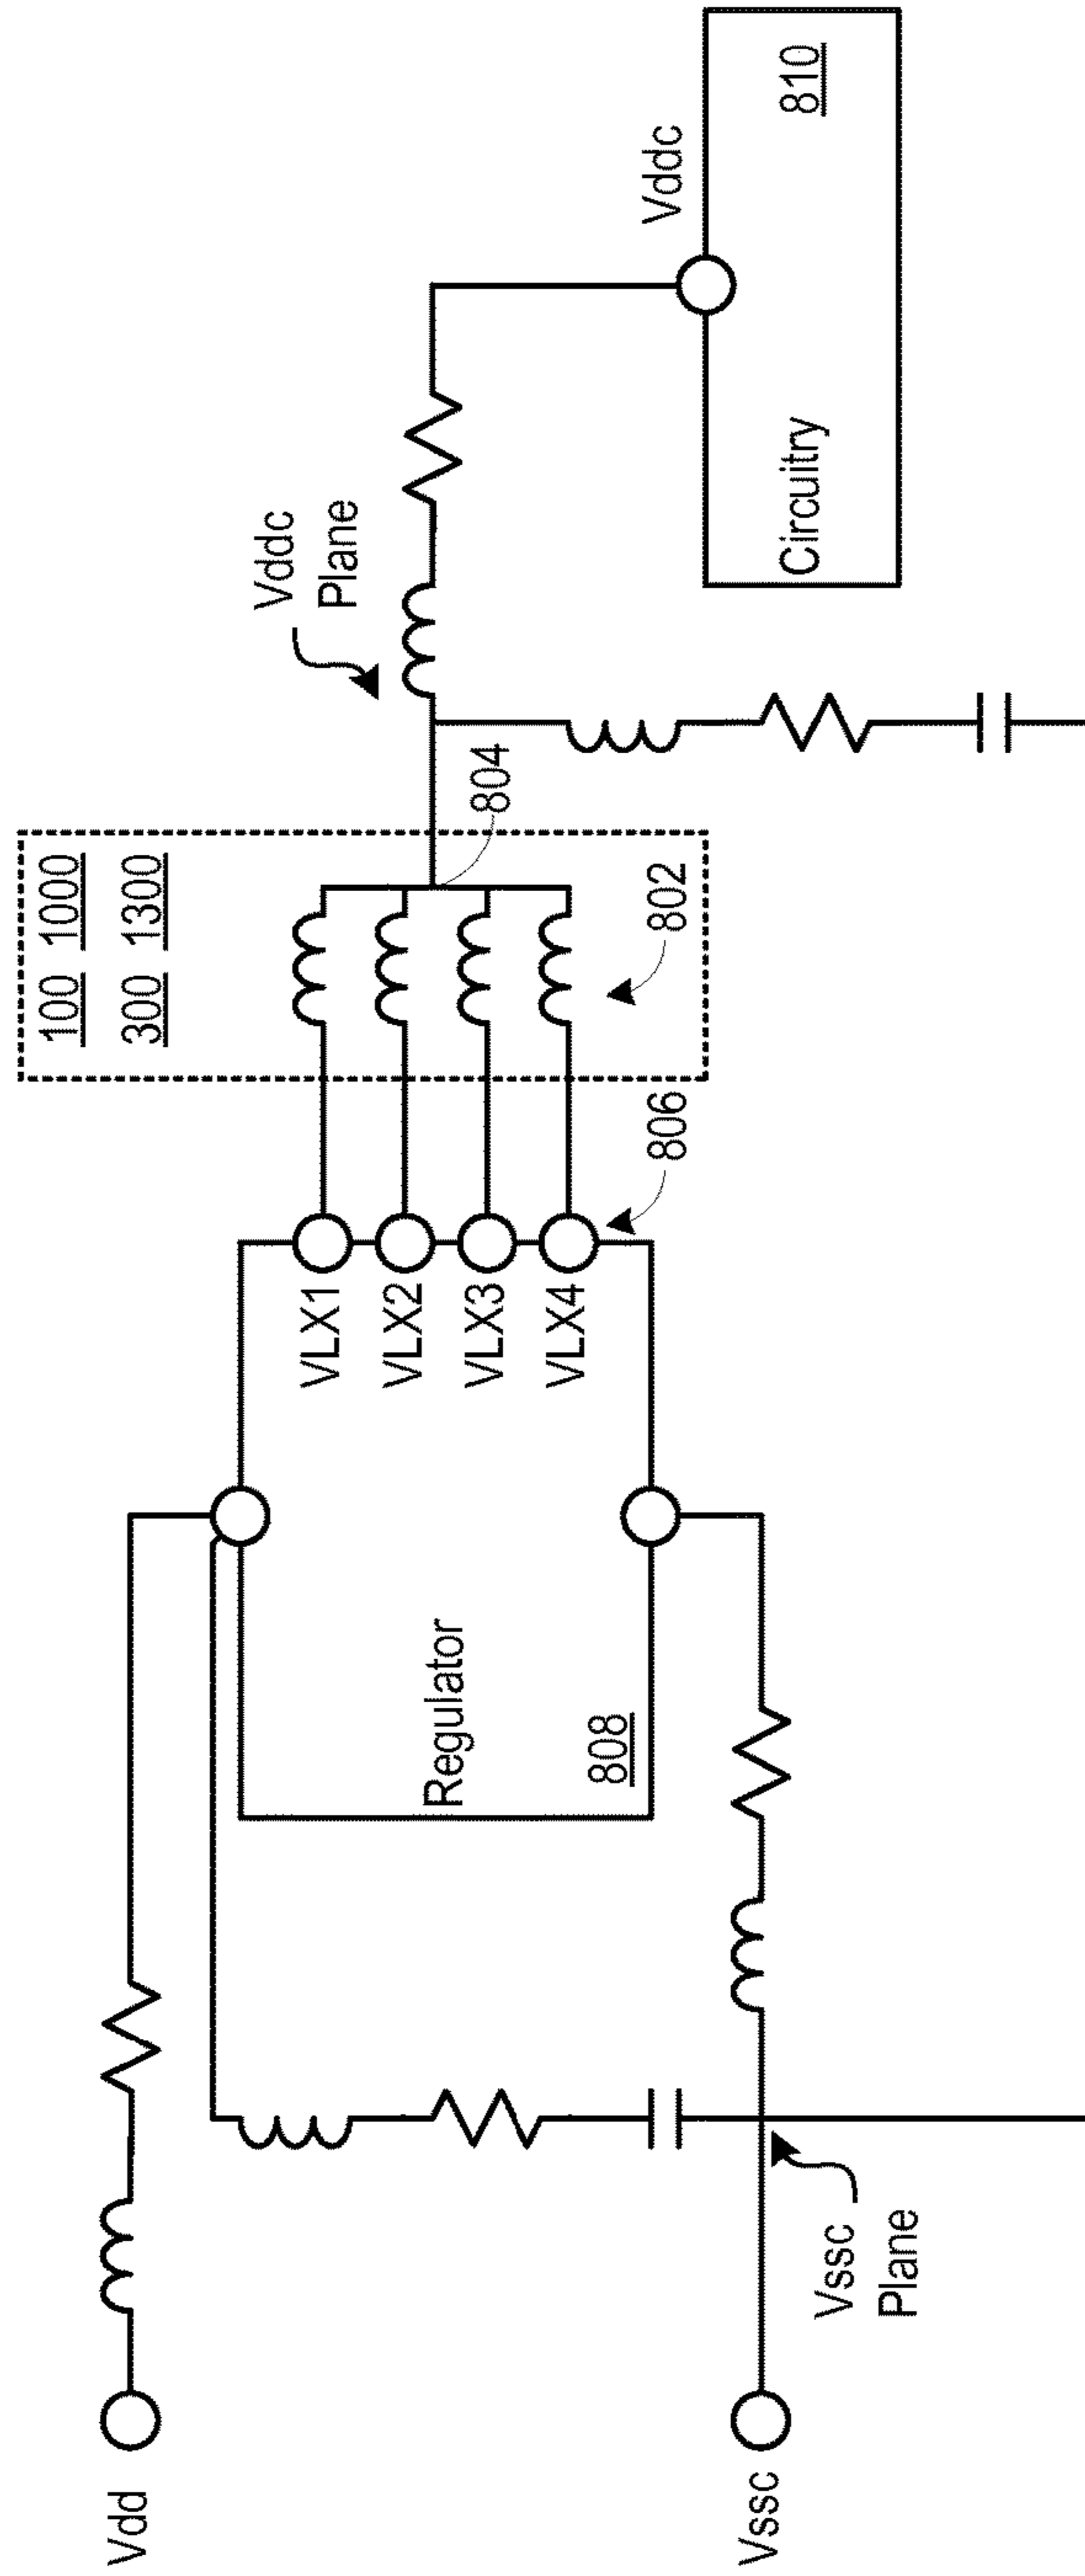 Vdd
Vssc
Vssc
Plane
Regulator
808
VLX1
VLX2
VLX3
VLX4
806
100 1000
300 1300
802
804
Vddc
Plane
Vddc
Circuitry
810